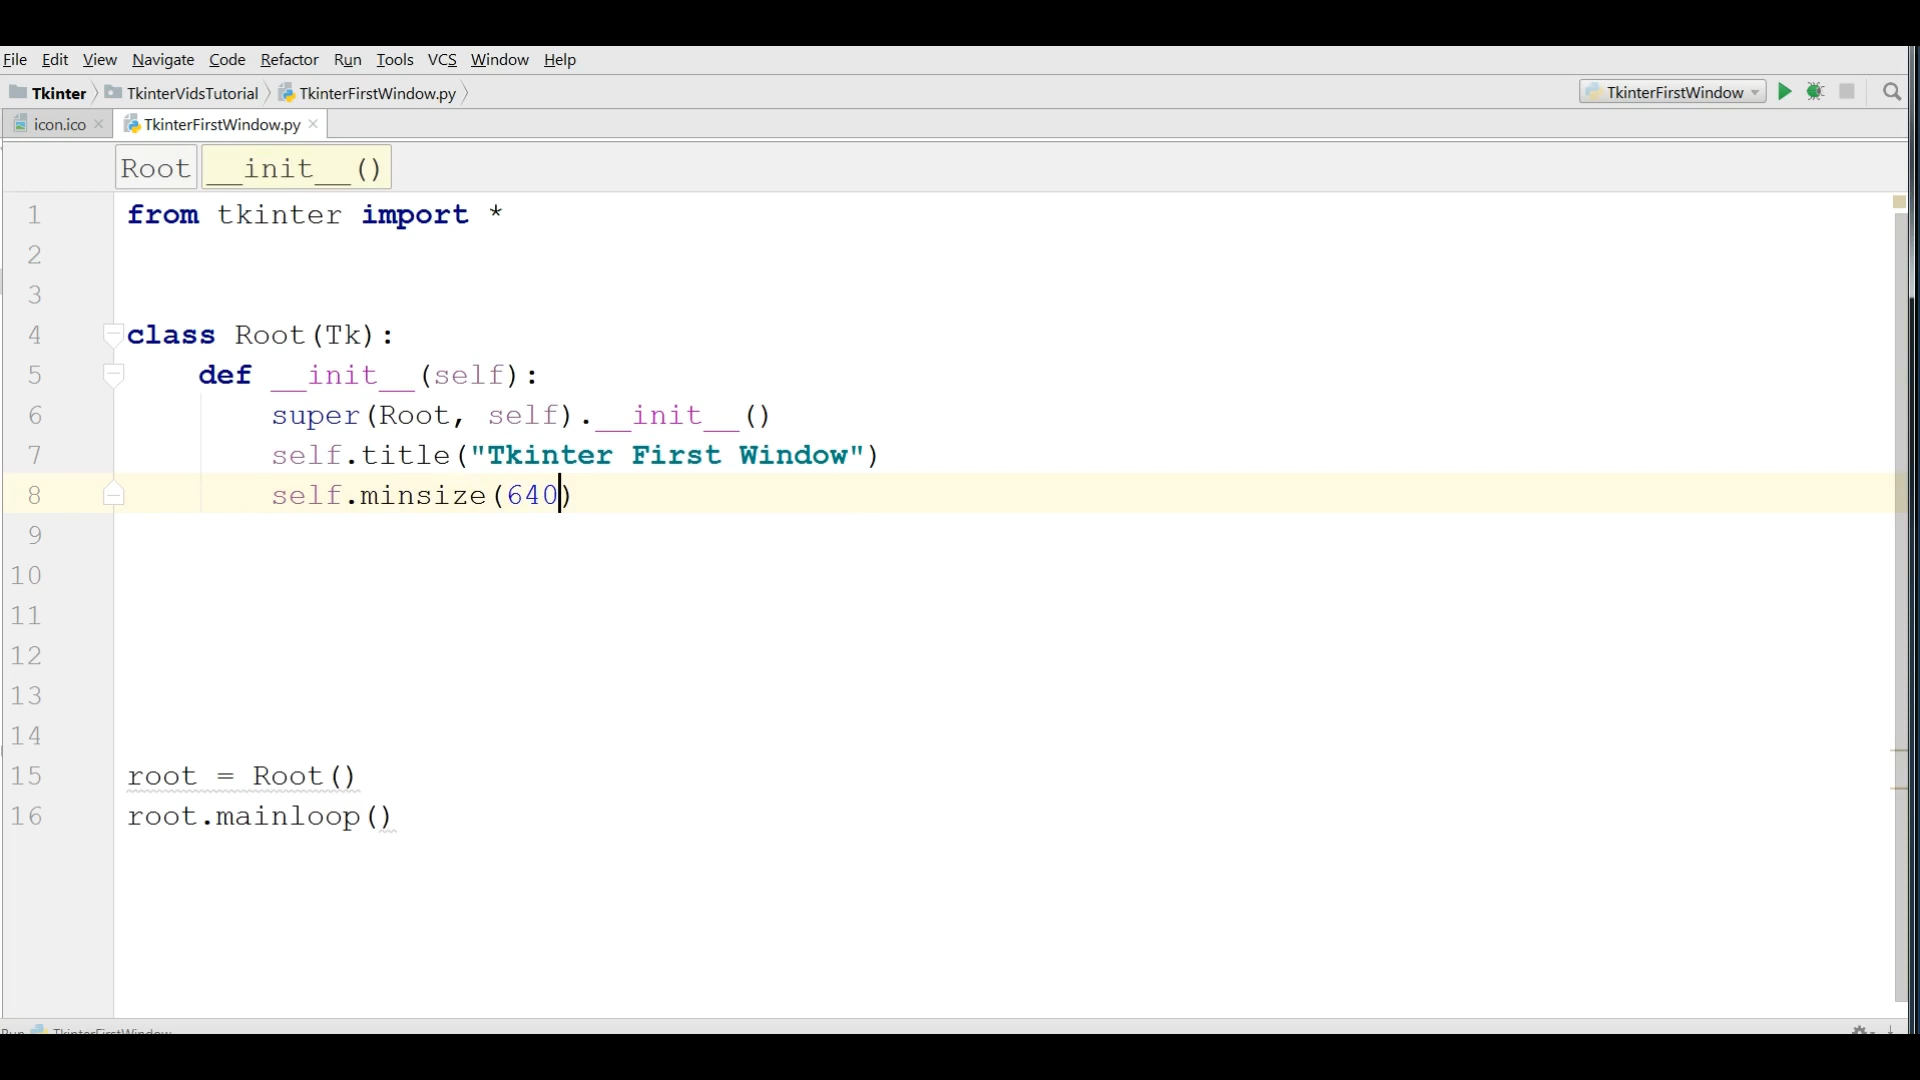 File Edit View Navigate Code Refactor Run Tools VCS Window Help
Tkinter TkinterVidsTutorial TkinterFirstWindow.py TkinterFirstWindow
icon.ico TkinterFirstWindow.py
Root __init__()
1 from tkinter import *
2
3
4 class Root(Tk):
5 def __init__(self):
6 super(Root, self).__init__()
7 self.title("Tkinter First Window")
8 self.minsize(640)
9
10
11
12
13
14
15 root = Root()
16 root.mainloop()
Run TkinterFirstWindow